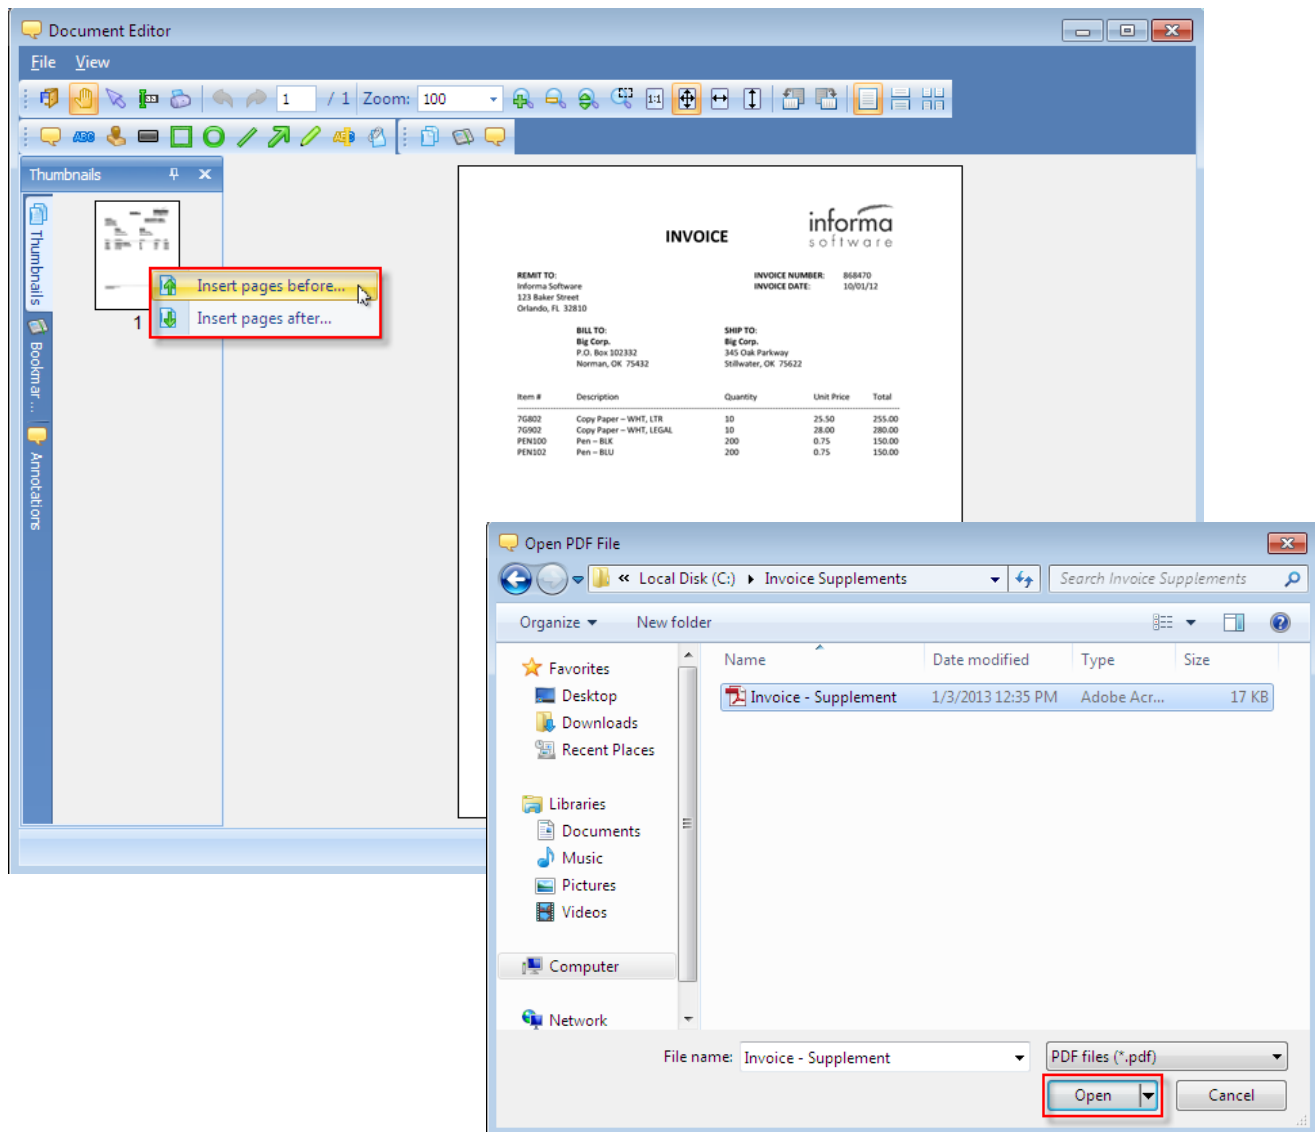 Document Editor
File View
1 / 1 Zoom: 100 1:1
ABC
Thumbnails
Thumbnails
Bookmar ...
Annotations
1
Insert pages before...
Insert pages after...
INVOICE
informa
software
REMIT TO:
Informa Software
123 Baker Street
Orlando, FL 32810
INVOICE NUMBER: 868470
INVOICE DATE: 10/01/12
BILL TO:
Big Corp.
P.O. Box 102332
Norman, OK 75432
SHIP TO:
Big Corp.
345 Oak Parkway
Stillwater, OK 75622
Item # Description Quantity Unit Price Total
7G802 Copy Paper – WHT, LTR 10 25.50 255.00
7G902 Copy Paper – WHT, LEGAL 10 28.00 280.00
PEN100 Pen – BLK 200 0.75 150.00
PEN102 Pen – BLU 200 0.75 150.00
Open PDF File
« Local Disk (C:) Invoice Supplements
Search Invoice Supplements
Organize New folder
Favorites
Desktop
Downloads
Recent Places
Libraries
Documents
Music
Pictures
Videos
Computer
Network
Name Date modified Type Size
Invoice - Supplement 1/3/2013 12:35 PM Adobe Acr... 17 KB
File name: Invoice - Supplement PDF files (*.pdf)
Open Cancel